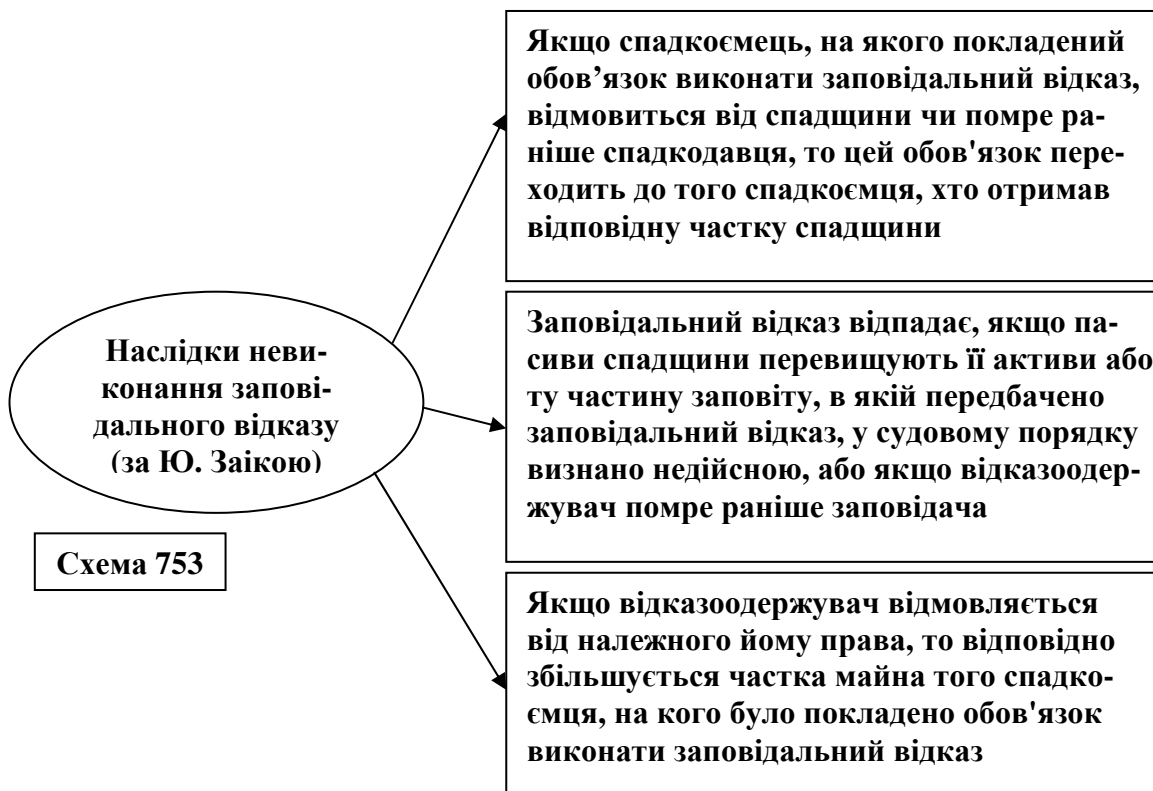 Якщо спадкоємець, на якого покладений
обов’язок виконати заповідальний відказ,
відмовиться від спадщини чи помре ра-
ніше спадкодавця, то цей обов'язок пере-
ходить до того спадкоємця, хто отримав
відповідну частку спадщини
Наслідки неви-
конання запові-
дального відказу
(за Ю. Заікою)
Заповідальний відказ відпадає, якщо па-
сиви спадщини перевищують її активи або
ту частину заповіту, в якій передбачено
заповідальний відказ, у судовому порядку
визнано недійсною, або якщо відказоодер-
жувач помре раніше заповідача
Схема 753
Якщо відказоодержувач відмовляється
від належного йому права, то відповідно
збільшується частка майна того спадко-
ємця, на кого було покладено обов'язок
виконати заповідальний відказ